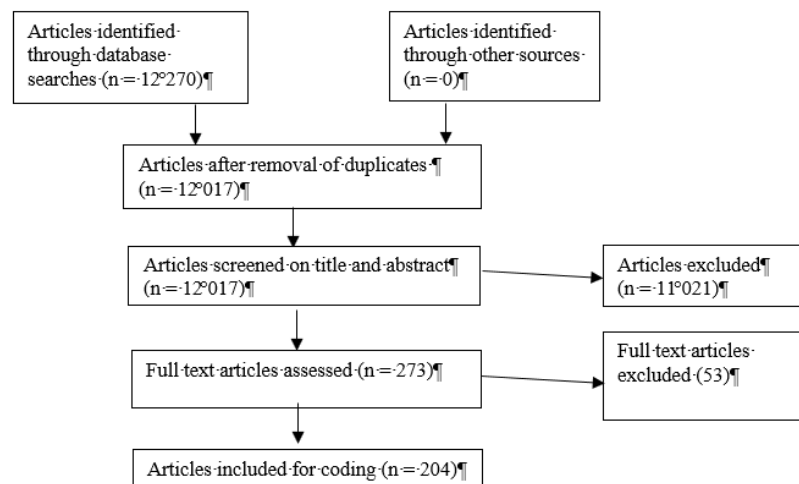 Articles·identified·
through·database·
searches·(n·=·12°270)¶
Articles·identified·
through·other·sources·
(n·=·0)¶
Articles·after·removal·of·duplicates·¶
(n·=·12°017)¶
Articles·screened·on·title·and·abstract¶
(n·=·12°017)¶
Articles·excluded¶
(n·=·11°021)¶
Full·text·articles·assessed·(n·=·273)¶
Full·text·articles·
excluded·(53)¶
Articles·included·for·coding·(n·=·204)¶